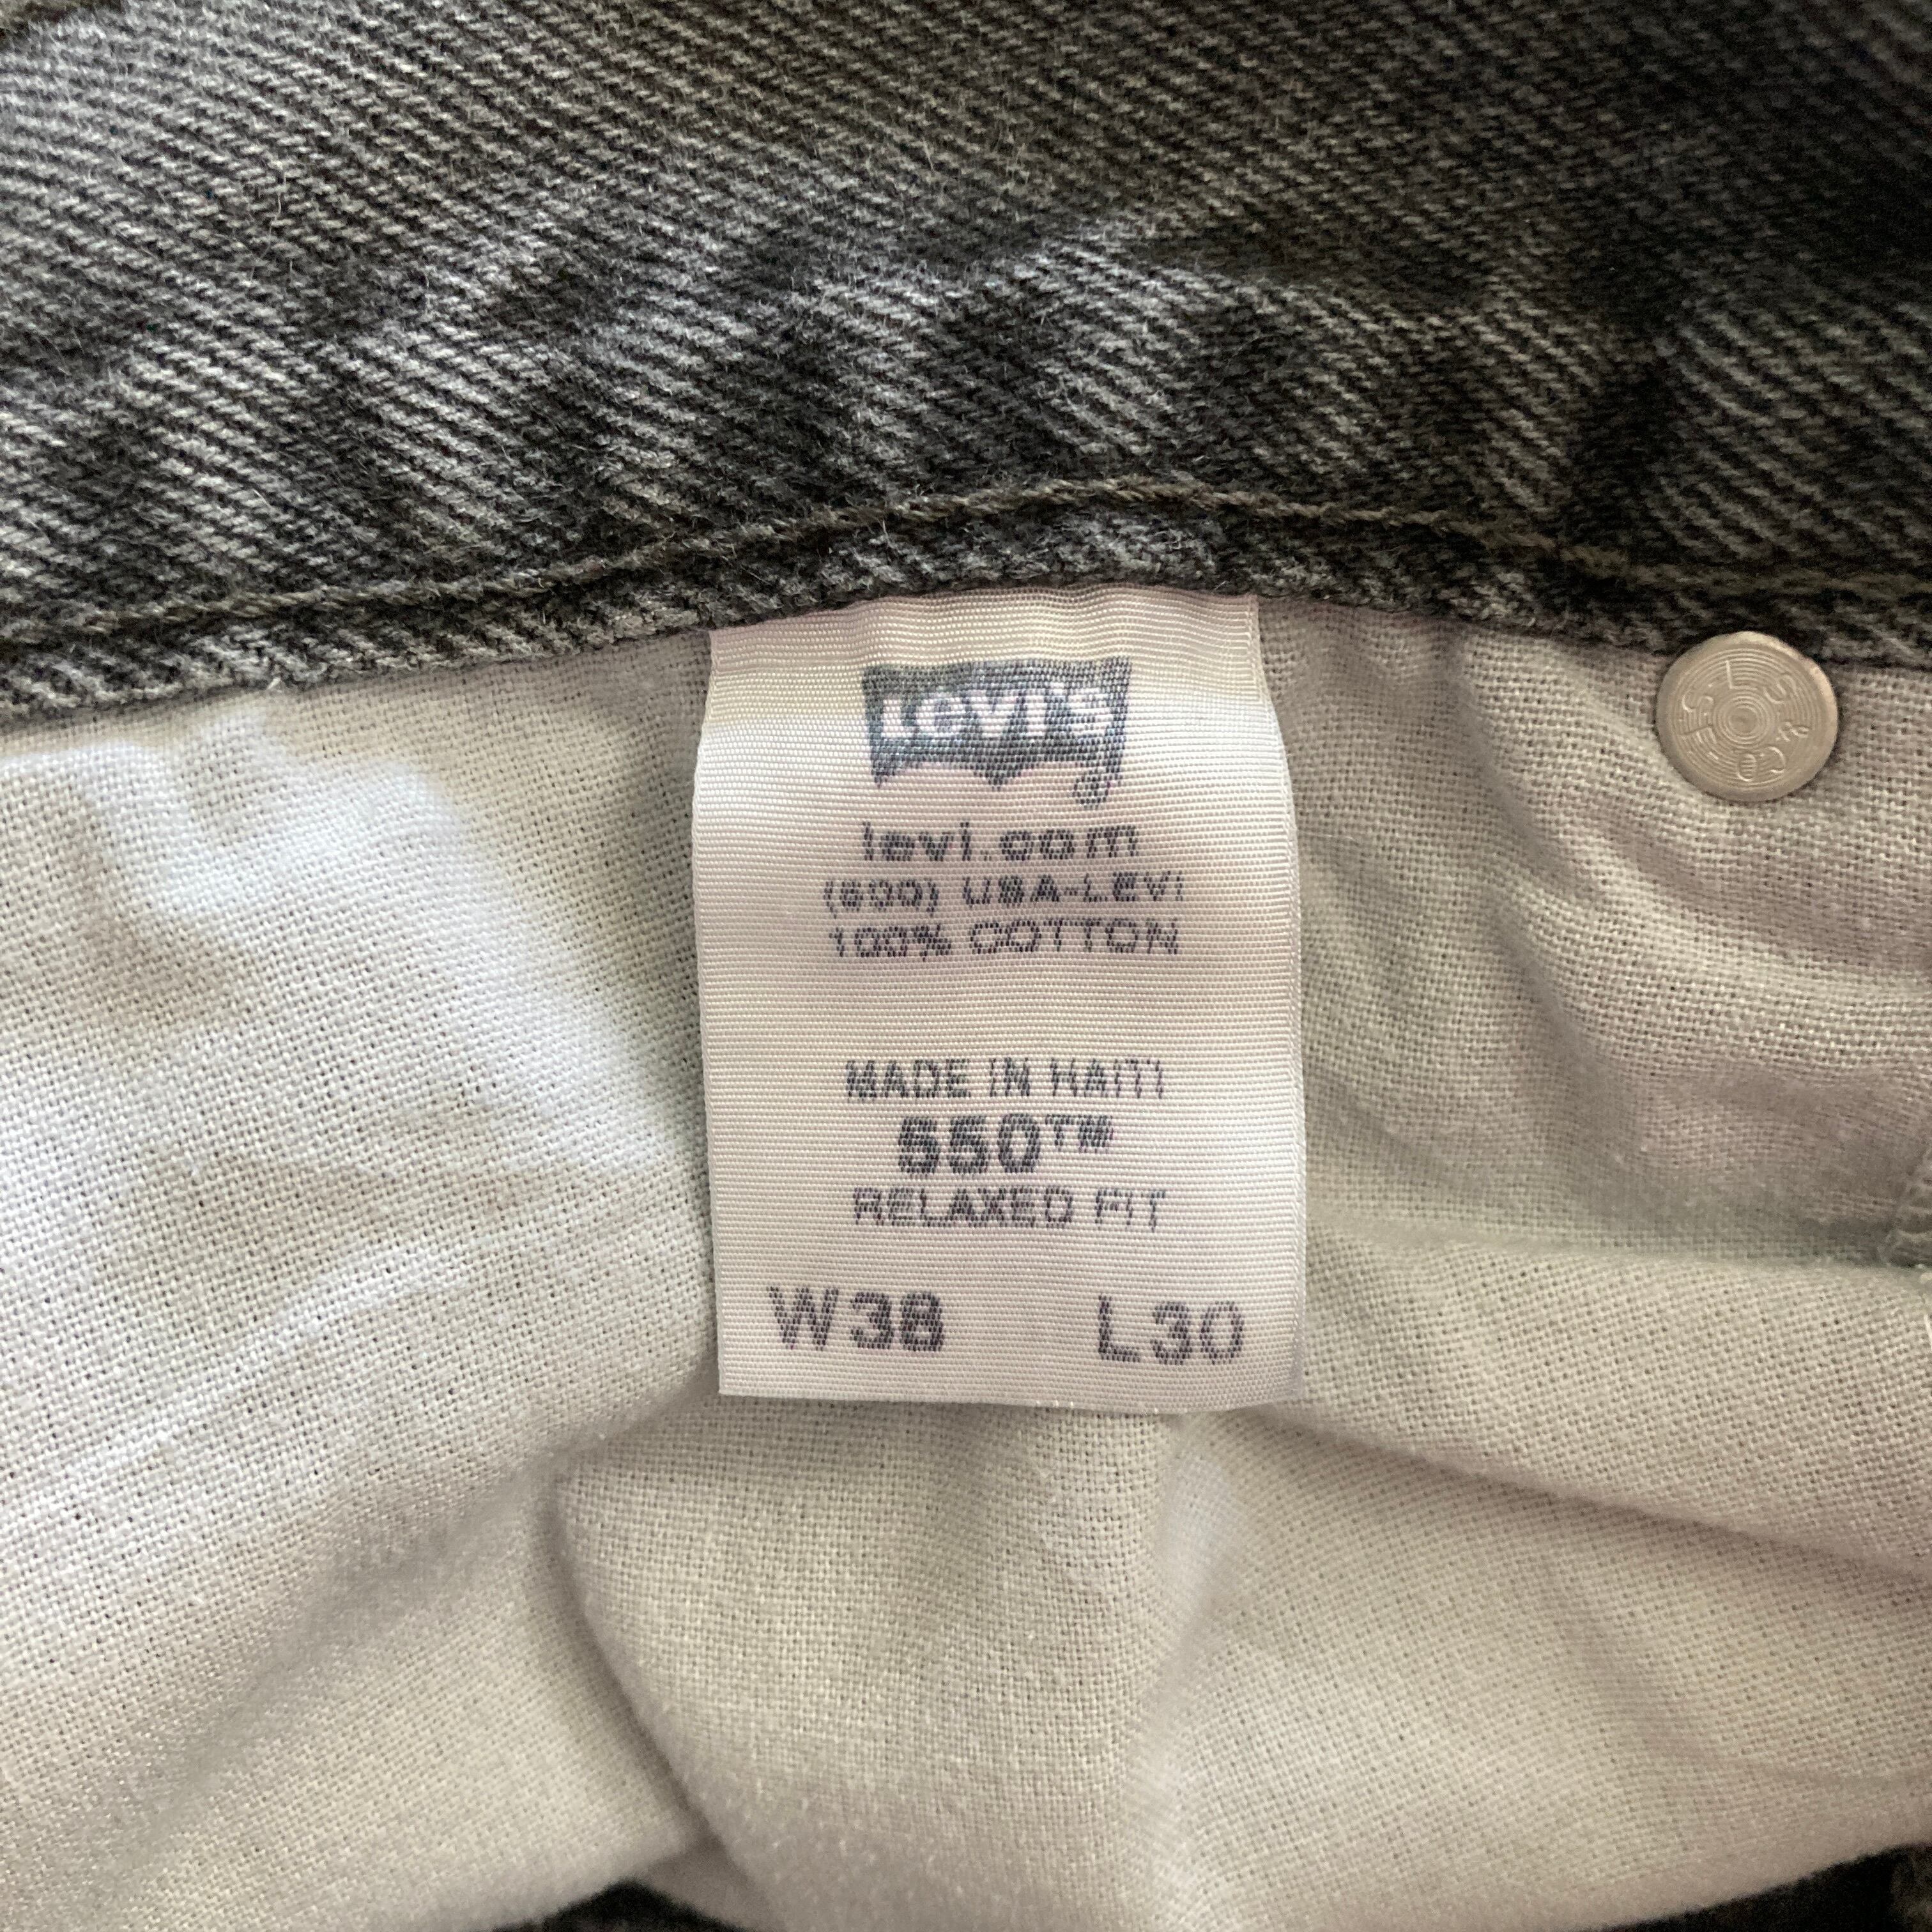 LEVI'S ®
levi.com
(800) USA-LEVI
100% COTTON
MADE IN HAITI
550™
RELAXED FIT
W38 L30